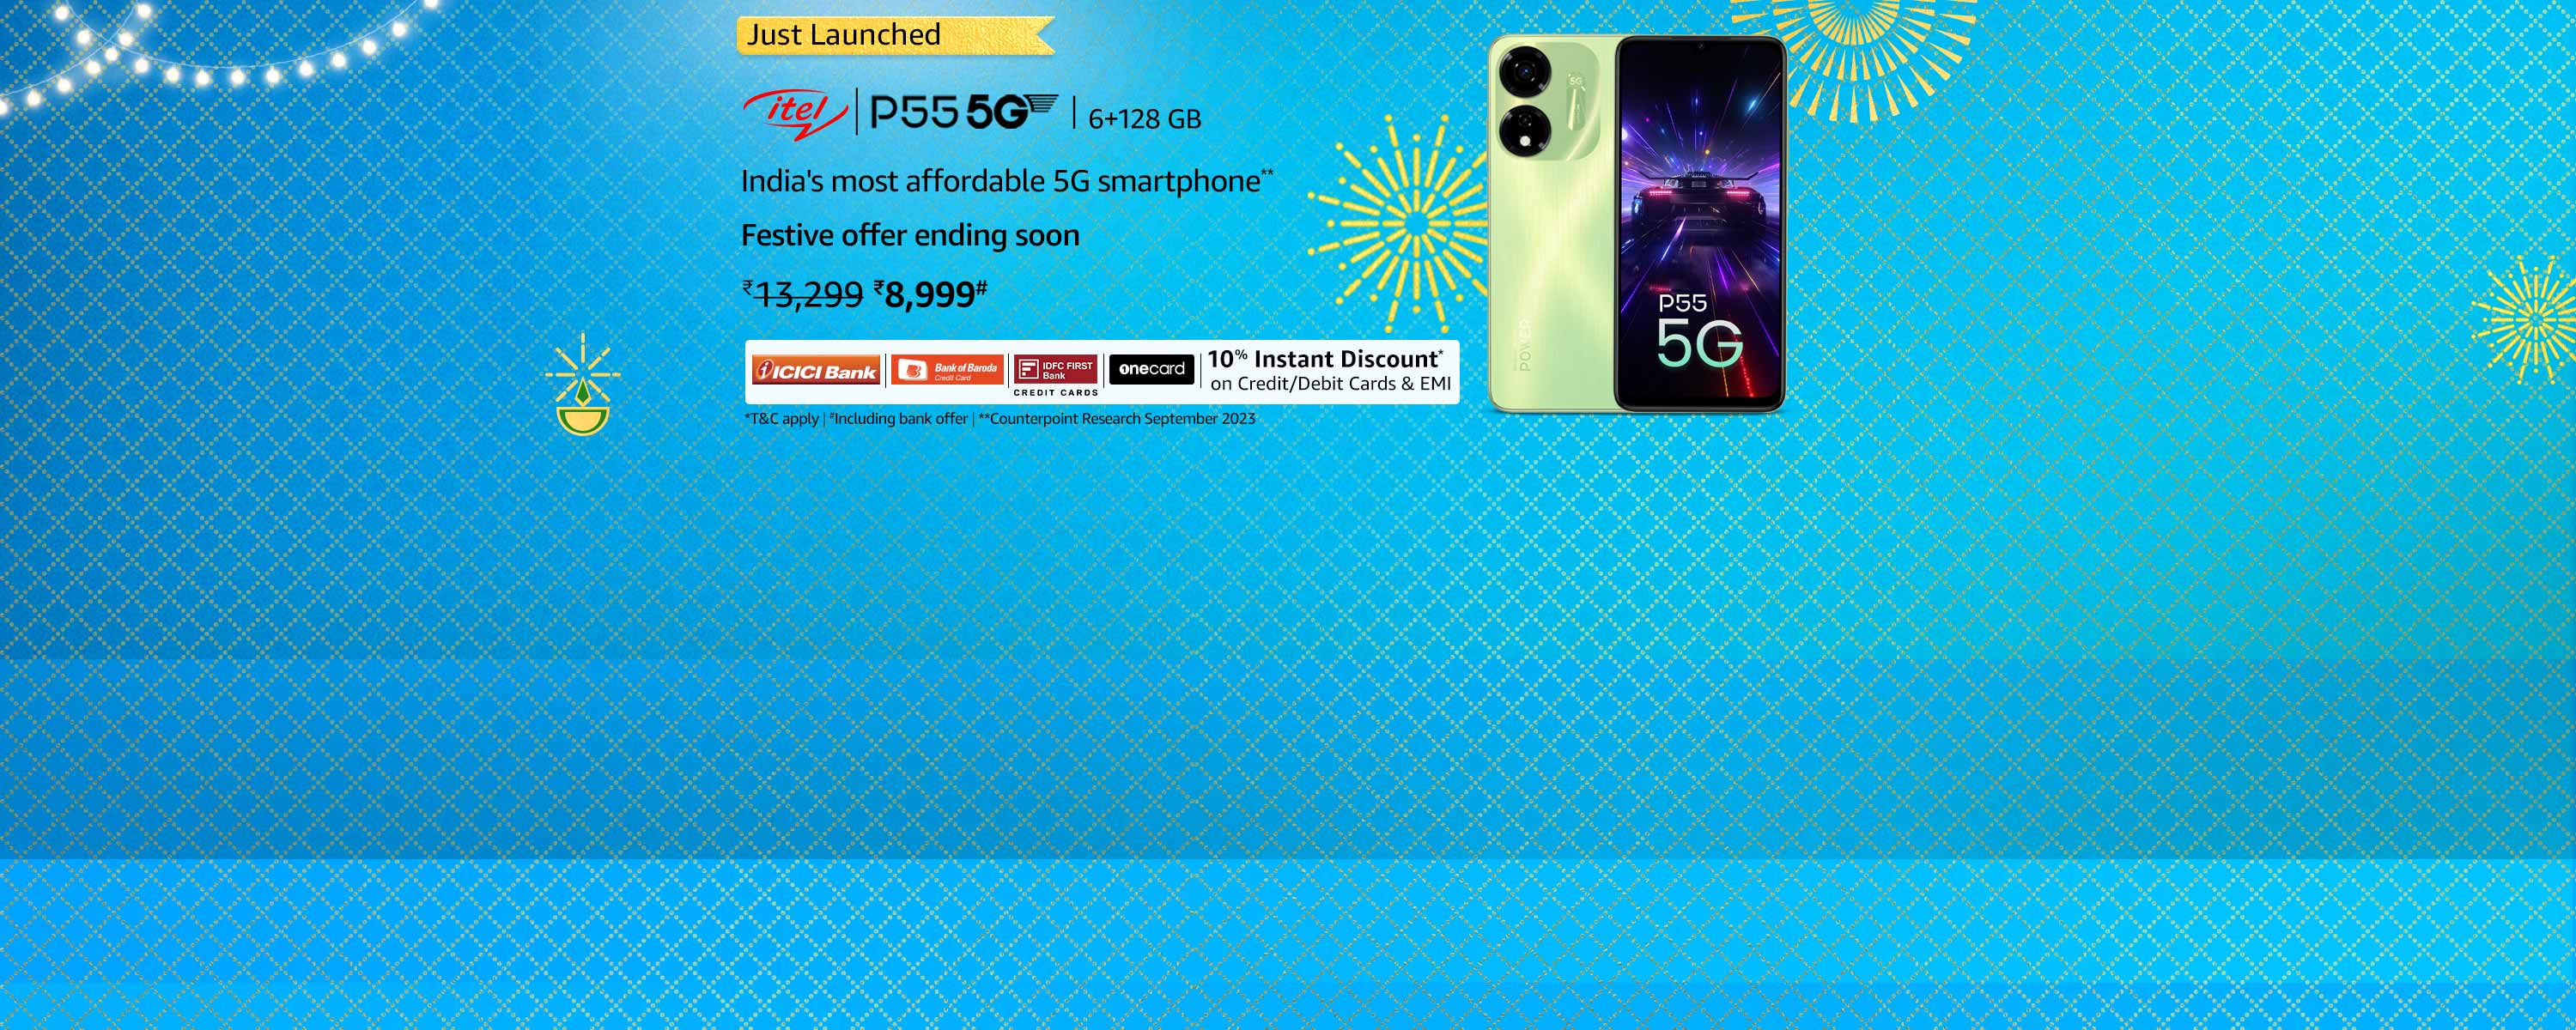 Just Launched
itel | P55 5G | 6+128 GB
India's most affordable 5G smartphone**
Festive offer ending soon
₹13,299 ₹8,999#
ICICI Bank | Bank of Baroda Credit Card | IDFC FIRST Bank CREDIT CARDS | onecard | 10% Instant Discount*
on Credit/Debit Cards & EMI
*T&C apply | #Including bank offer | **Counterpoint Research September 2023
5G
POWER
P55
5G